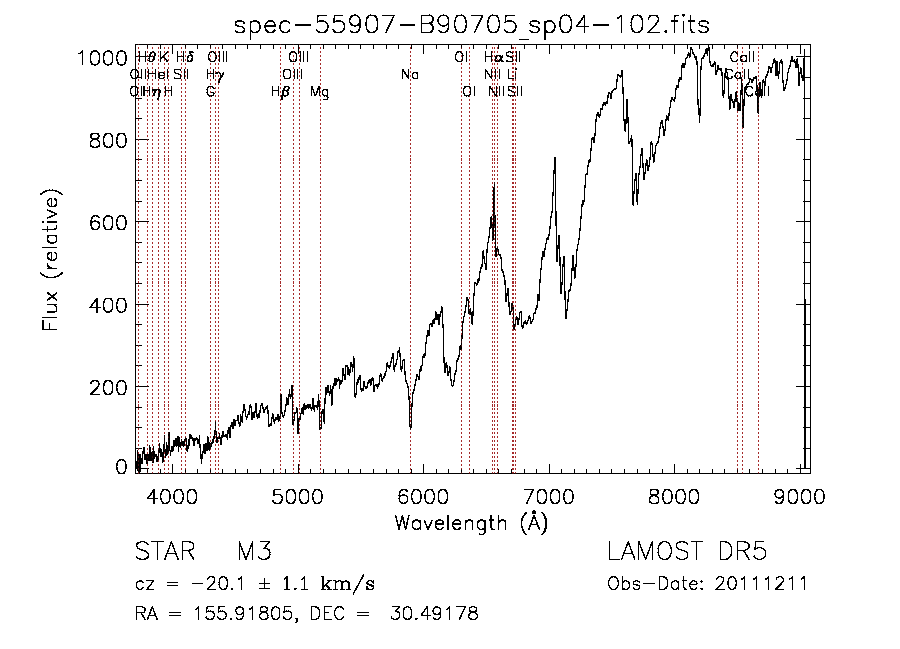 spec-55907-B90705_sp04-102.fits
Hθ K Hδ OIII OIII OI Hα SII CaII
OII HeI SII Hγ OIII Na NII Li CaII
OII Hη H G Hβ Mg OI NII SII CaII
1000
800
600
400
200
0
Flux (relative)
4000 5000 6000 7000 8000 9000
Wavelength (Å)
STAR M3 LAMOST DR5
cz = −20.1 ± 1.1 km/s Obs-Date: 20111211
RA = 155.91805, DEC = 30.49178